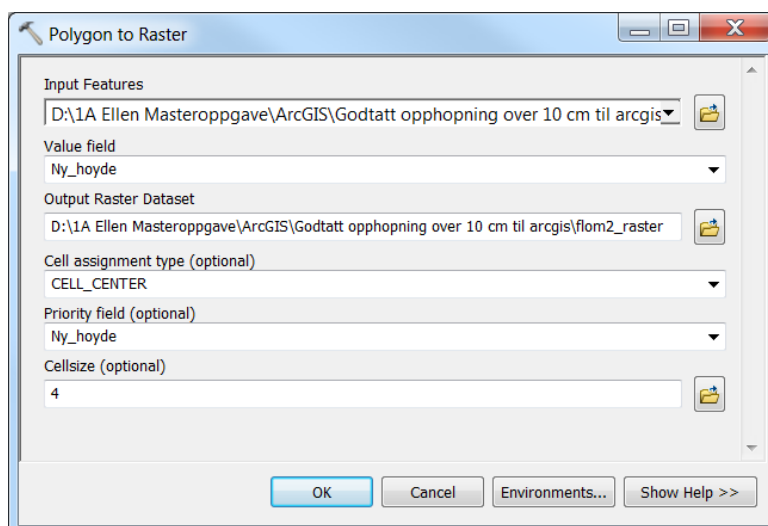 Polygon to Raster
Input Features
D:\1A Ellen Masteroppgave\ArcGIS\Godtatt opphopning over 10 cm til arcgis
Value field
Ny_hoyde
Output Raster Dataset
D:\1A Ellen Masteroppgave\ArcGIS\Godtatt opphopning over 10 cm til arcgis\flom2_raster
Cell assignment type (optional)
CELL_CENTER
Priority field (optional)
Ny_hoyde
Cellsize (optional)
4
OK Cancel Environments... Show Help >>